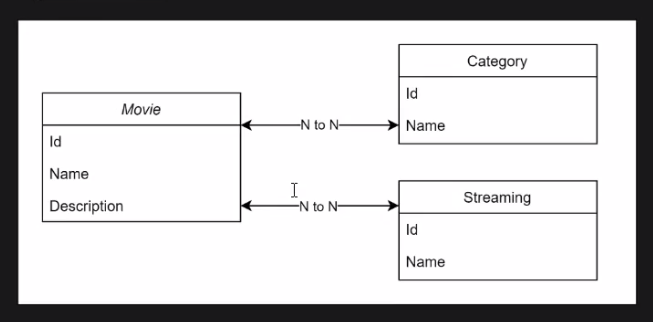 Movie
Id
Name
Description
N to N
N to N
Category
Id
Name
Streaming
Id
Name